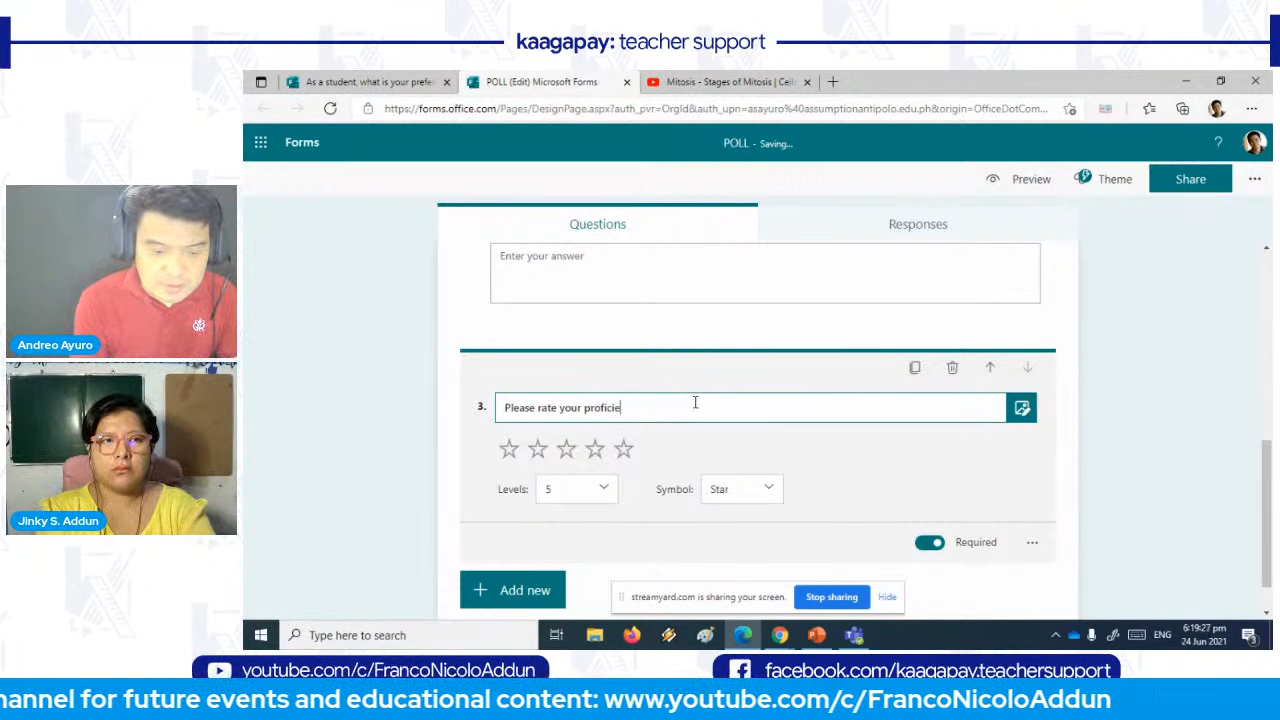 kaagapay: teacher support
As a student, what is your prefe
POLL (Edit) Microsoft Forms
Mitosis - Stages of Mitosis | Cell
https://forms.office.com/Pages/DesignPage.aspx?auth_pvr=OrgId&auth_upn=asayuro%40assumptionantipolo.edu.ph&origin=OfficeDotCom...
Forms
POLL - Saving...
?
Preview
Theme
Share
Questions
Responses
Enter your answer
3. Please rate your proficie
Levels: 5
Symbol: Star
Required
Add new
streamyard.com is sharing your screen.
Stop sharing
Hide
Andreo Ayuro
Jinky S. Addun
Type here to search
ENG
6:19:27 pm
24 Jun 2021
3
youtube.com/c/FrancoNicoloAddun
facebook.com/kaagapay.teachersupport
hannel for future events and educational content: www.youtube.com/c/FrancoNicoloAddun